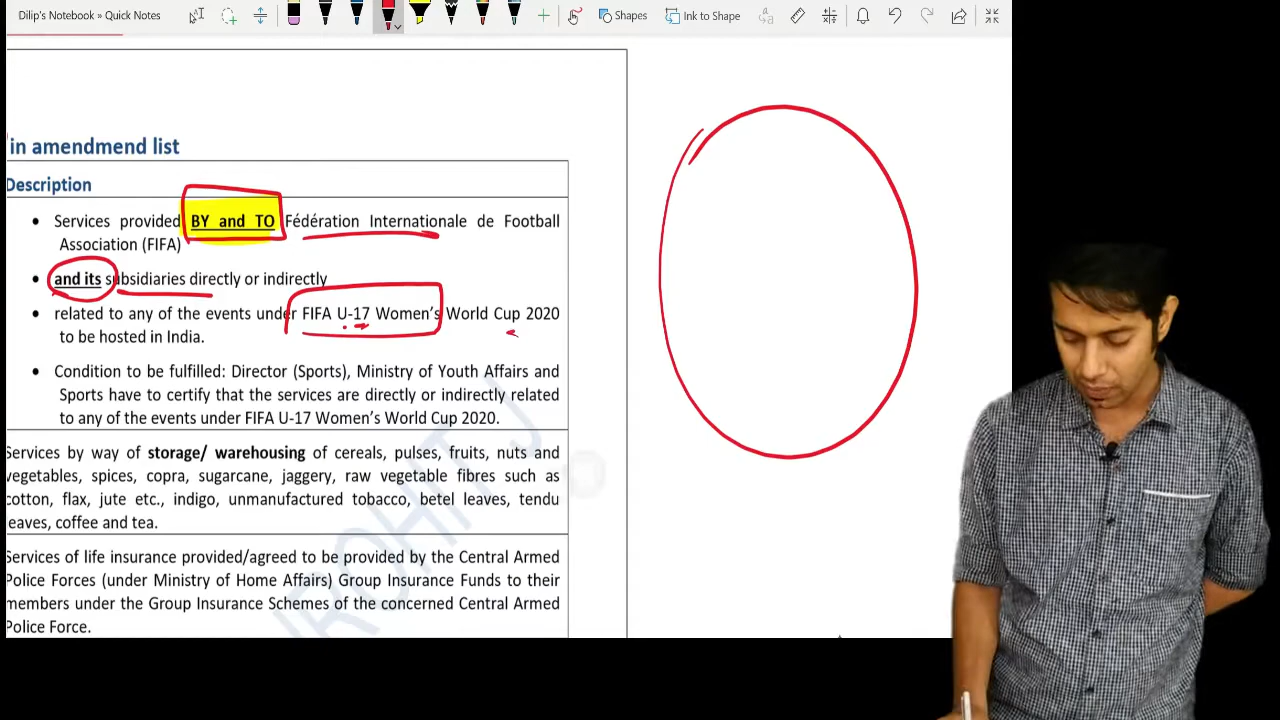 Dilip's Notebook » Quick Notes
Shapes
Ink to Shape
in amendmend list
Description
• Services provided BY and TO Fédération Internationale de Football
Association (FIFA)
• and its subsidiaries directly or indirectly
• related to any of the events under FIFA U-17 Women's World Cup 2020
to be hosted in India.
• Condition to be fulfilled: Director (Sports), Ministry of Youth Affairs and
Sports have to certify that the services are directly or indirectly related
to any of the events under FIFA U-17 Women's World Cup 2020.
Services by way of storage/ warehousing of cereals, pulses, fruits, nuts and
vegetables, spices, copra, sugarcane, jaggery, raw vegetable fibres such as
cotton, flax, jute etc., indigo, unmanufactured tobacco, betel leaves, tendu
leaves, coffee and tea.
Services of life insurance provided/agreed to be provided by the Central Armed
Police Forces (under Ministry of Home Affairs) Group Insurance Funds to their
members under the Group Insurance Schemes of the concerned Central Armed
Police Force.